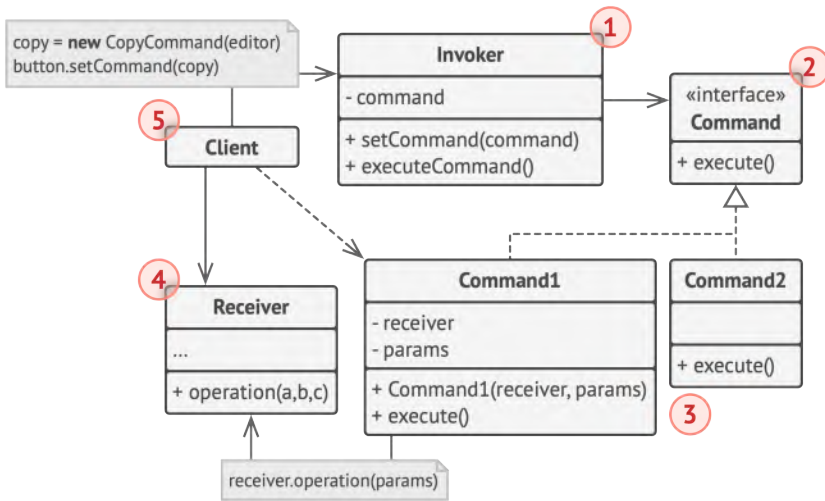 copy = new CopyCommand(editor)
button.setCommand(copy)
1
Invoker
- command
+ setCommand(command)
+ executeCommand()
2
«interface»
Command
+ execute()
5
Client
4
Receiver
...
+ operation(a,b,c)
Command1
- receiver
- params
+ Command1(receiver, params)
+ execute()
Command2
+ execute()
3
receiver.operation(params)